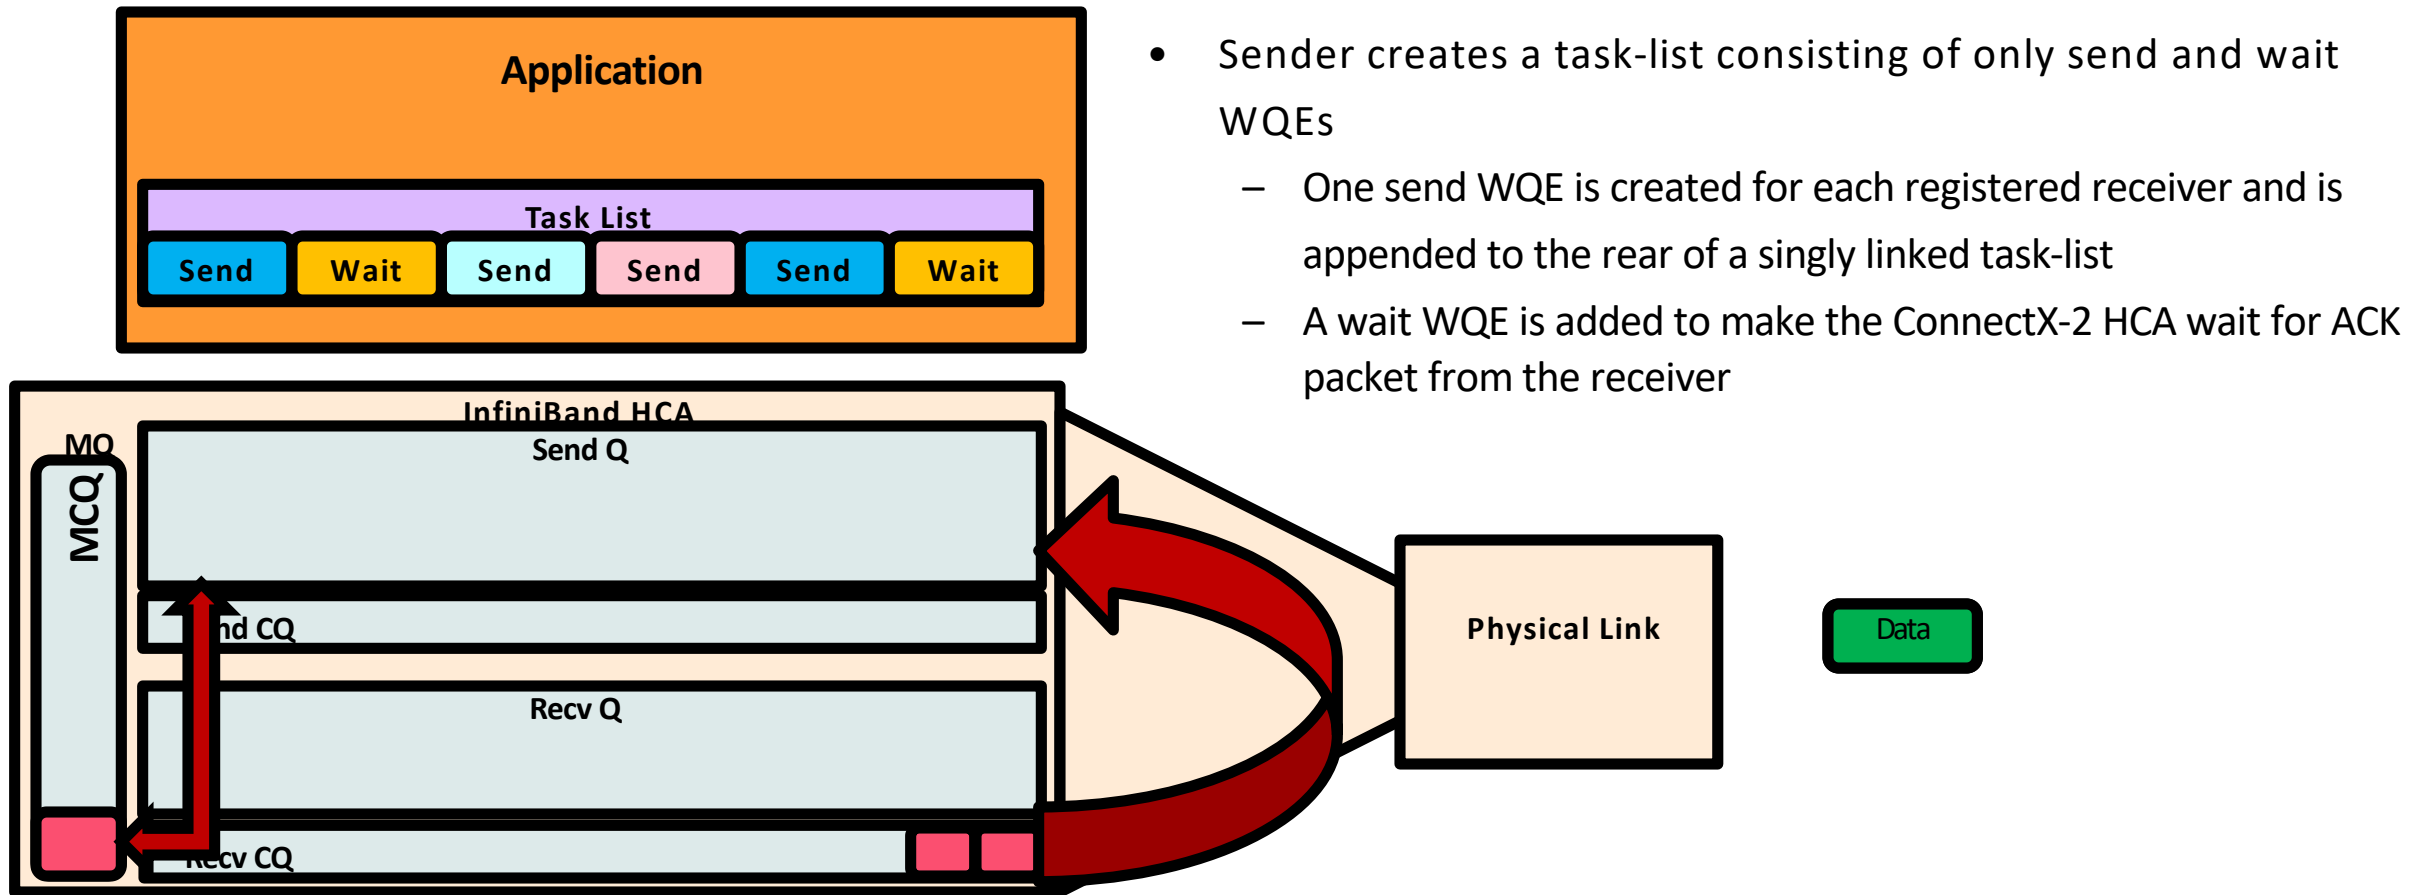 Application
Task List
Send Wait Send Send Send Wait
• Sender creates a task-list consisting of only send and wait
WQEs
– One send WQE is created for each registered receiver and is
appended to the rear of a singly linked task-list
– A wait WQE is added to make the ConnectX-2 HCA wait for ACK
packet from the receiver
InfiniBand HCA
MQ
MCQ
Send Q
nd CQ
Recv Q
Recv CQ
Physical Link
Data